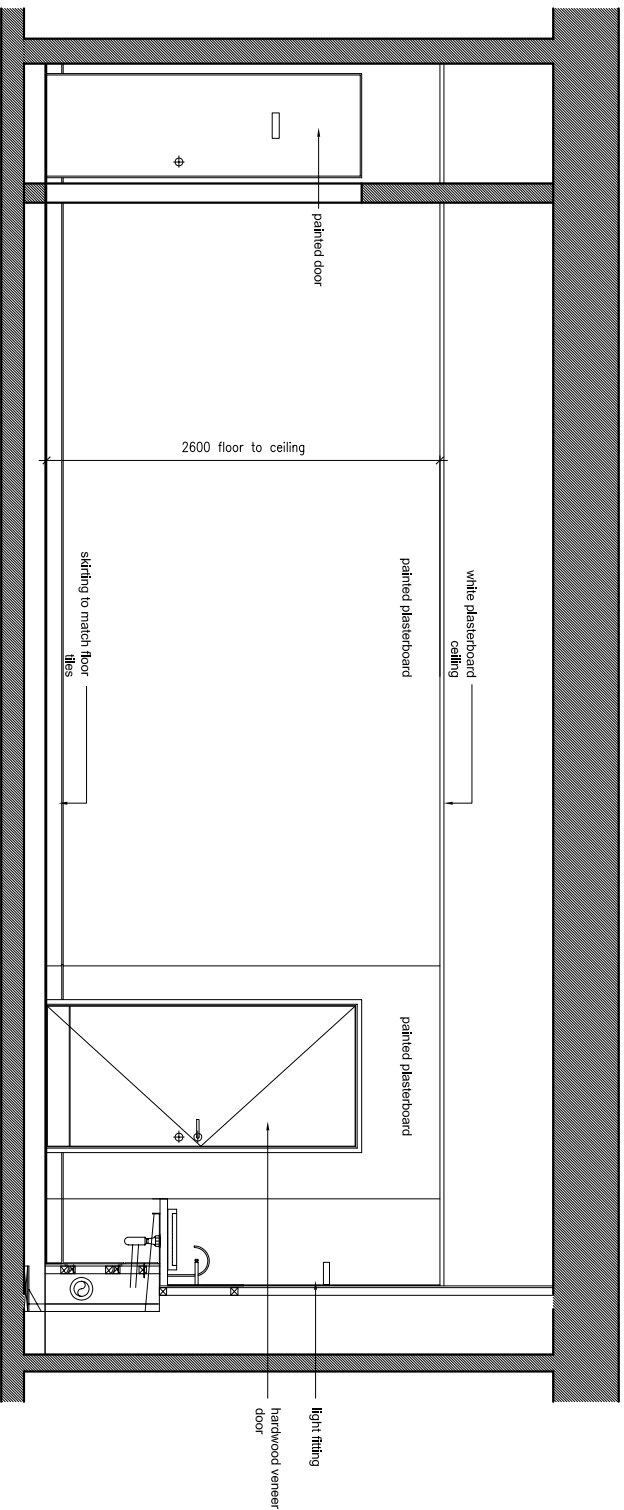 painted door
2600 floor to ceiling
skirting to match floor
tiles
painted plasterboard
white plasterboard
ceiling
painted plasterboard
light fitting
hardwood veneer
door